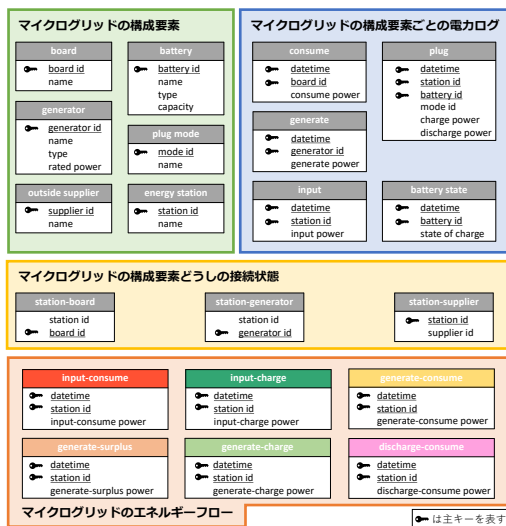 マイクログリッドの構成要素
board
board id
name
battery
battery id
name
type
capacity
generator
generator id
name
type
rated power
plug mode
mode id
name
outside supplier
supplier id
name
energy station
station id
name
マイクログリッドの構成要素ごとの電力ログ
consume
datetime
board id
consume power
plug
datetime
station id
battery id
mode id
charge power
discharge power
generate
datetime
generator id
generate power
input
datetime
station id
input power
battery state
datetime
battery id
state of charge
マイクログリッドの構成要素どうしの接続状態
station-board
station id
board id
station-generator
station id
generator id
station-supplier
station id
supplier id
input-consume
datetime
station id
input-consume power
input-charge
datetime
station id
input-charge power
generate-consume
datetime
station id
generate-consume power
generate-surplus
datetime
station id
generate-surplus power
generate-charge
datetime
station id
generate-charge power
discharge-consume
datetime
station id
discharge-consume power
マイクログリッドのエネルギーフロー
は主キーを表す